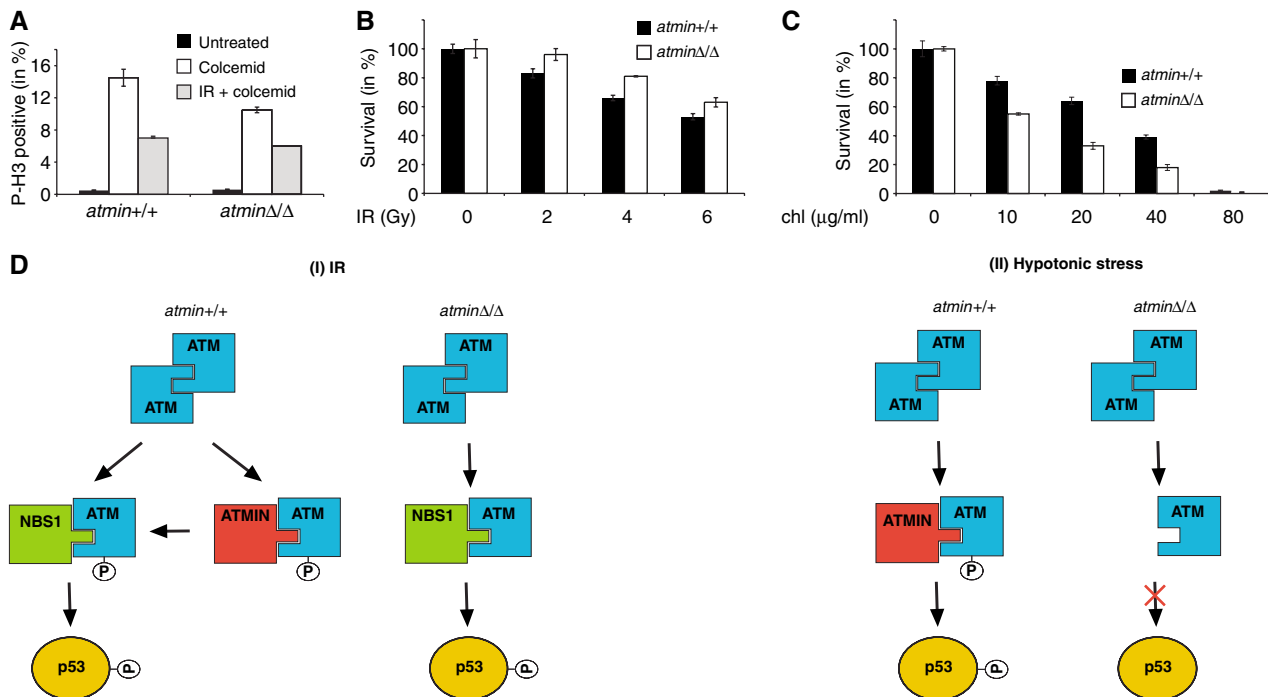 A
P-H3 positive (in %)
16
12
8
4
0
Untreated
Colcemid
IR + colcemid
atmin+/+
atminΔ/Δ
B
Survival (in %)
100
80
60
40
20
0
atmin+/+
atminΔ/Δ
IR (Gy)
0
2
4
6
C
Survival (in %)
100
80
60
40
20
0
atmin+/+
atminΔ/Δ
chl (μg/ml)
0
10
20
40
80
D
(I) IR
atmin+/+
ATM
ATM
NBS1
ATM
P
ATMIN
ATM
P
p53
P
atminΔ/Δ
ATM
ATM
NBS1
ATM
p53
P
(II) Hypotonic stress
atmin+/+
ATM
ATM
ATMIN
ATM
P
p53
P
atminΔ/Δ
ATM
ATM
ATM
p53